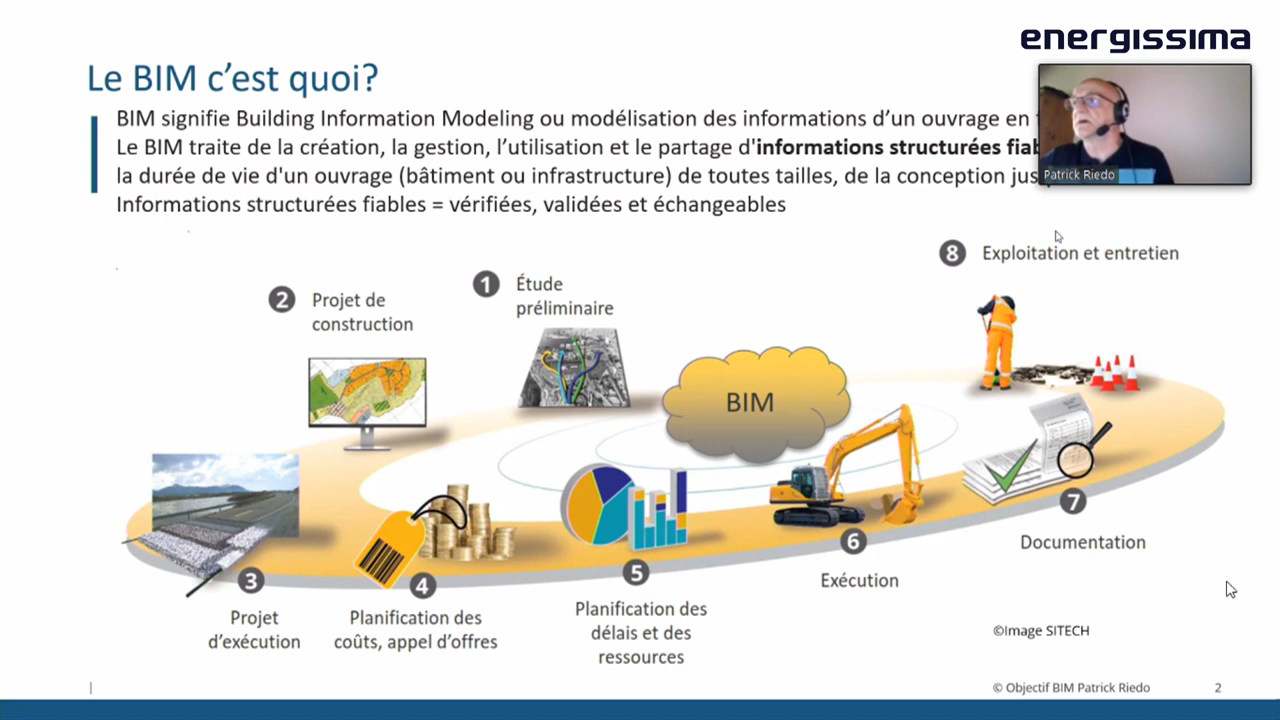 energissima
Le BIM c’est quoi?
BIM signifie Building Information Modeling ou modélisation des informations d’un ouvrage en
Le BIM traite de la création, la gestion, l’utilisation et le partage d'informations structurées
la durée de vie d'un ouvrage (bâtiment ou infrastructure) de toutes tailles, de la conception
Informations structurées fiables = vérifiées, validées et échangeables
Patrick Riedo
8 Exploitation et entretien
1 Étude
préliminaire
2 Projet de
construction
BIM
3
Projet
d’exécution
4
Planification des
coûts, appel d’offres
5
Planification des
délais et des
ressources
6
Exécution
7
Documentation
©Image SITECH
© Objectif BIM Patrick Riedo
2